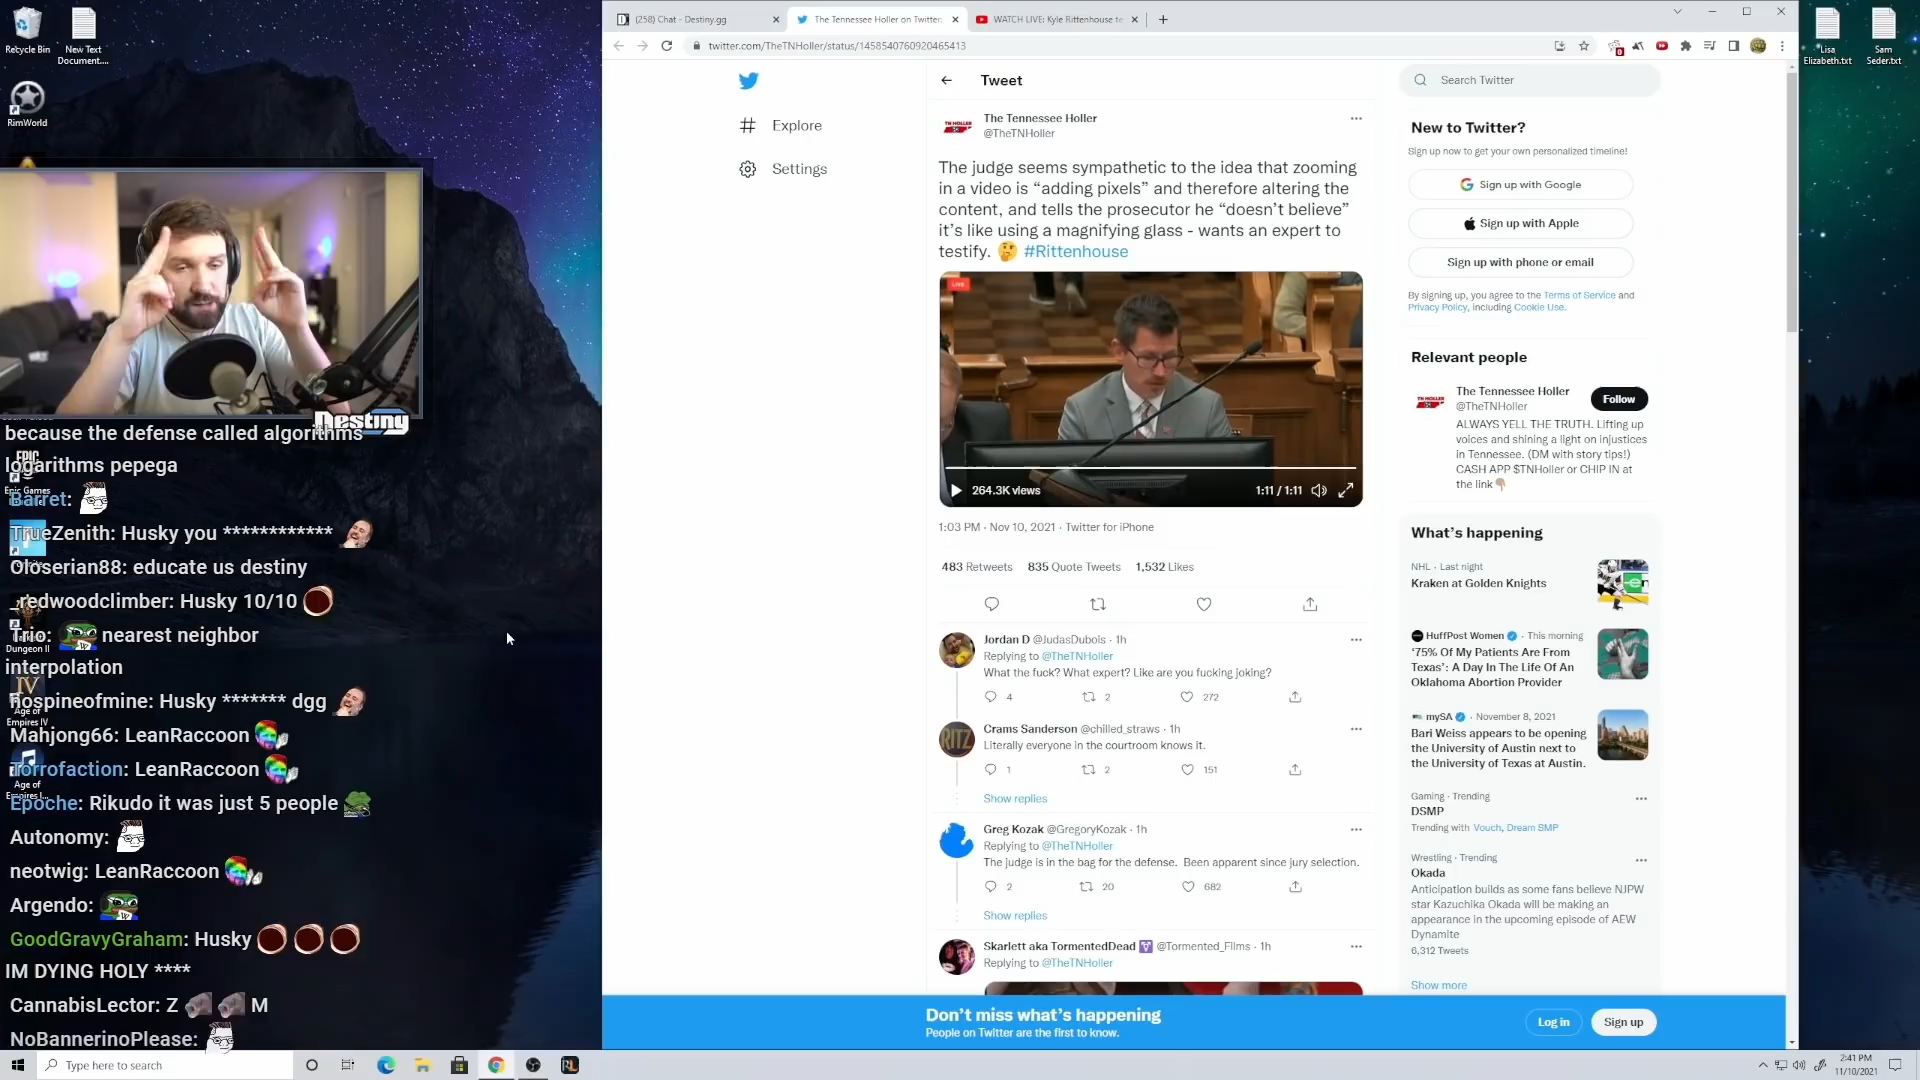 Recycle Bin
New Text
Document....
RimWorld
Destiny
because the defense called algorithms
logarithms pepega
Barret:
TrueZenith: Husky you ************
Oloserian88: educate us destiny
_redwoodclimber: Husky 10/10
Trio: nearest neighbor
interpolation
nospineofmine: Husky ******* dgg
Mahjong66: LeanRaccoon
Torrofaction: LeanRaccoon
Epoche: Rikudo it was just 5 people
Autonomy:
neotwig: LeanRaccoon
Argendo:
GoodGravyGraham: Husky
IM DYING HOLY ****
CannabisLector: Z M
NoBannerinoPlease:
Epic Games
Dungeon II
Age of
Empires IV
Age of
Empires I...
Type here to search
(258) Chat - Destiny.gg
The Tennessee Holler on Twitter:
WATCH LIVE: Kyle Rittenhouse te
twitter.com/TheTNHoller/status/1458540760920465413
Explore
Settings
Tweet
The Tennessee Holler
@TheTNHoller
The judge seems sympathetic to the idea that zooming
in a video is “adding pixels” and therefore altering the
content, and tells the prosecutor he “doesn’t believe”
it’s like using a magnifying glass - wants an expert to
testify. 🤔 #Rittenhouse
LIVE
264.3K views
1:11 / 1:11
1:03 PM · Nov 10, 2021 · Twitter for iPhone
483 Retweets 835 Quote Tweets 1,532 Likes
Jordan D @JudasDubois · 1h
Replying to @TheTNHoller
What the fuck? What expert? Like are you fucking joking?
4 2 272
Crams Sanderson @chilled_straws · 1h
Literally everyone in the courtroom knows it.
1 2 151
Show replies
Greg Kozak @GregoryKozak · 1h
Replying to @TheTNHoller
The judge is in the bag for the defense. Been apparent since jury selection.
2 20 682
Show replies
Skarlett aka TormentedDead @Tormented_Films · 1h
Replying to @TheTNHoller
Search Twitter
New to Twitter?
Sign up now to get your own personalized timeline!
Sign up with Google
Sign up with Apple
Sign up with phone or email
By signing up, you agree to the Terms of Service and
Privacy Policy, including Cookie Use.
Relevant people
The Tennessee Holler
@TheTNHoller
Follow
ALWAYS YELL THE TRUTH. Lifting up
voices and shining a light on injustices
in Tennessee. (DM with story tips!)
CASH APP $TNHoller or CHIP IN at
the link👇🏽
What’s happening
NHL · Last night
Kraken at Golden Knights
HuffPost Women · This morning
‘75% Of My Patients Are From
Texas’: A Day In The Life Of An
Oklahoma Abortion Provider
mySA · November 8, 2021
Bari Weiss appears to be opening
the University of Austin next to
the University of Texas at Austin.
Gaming · Trending
DSMP
Trending with Vouch, Dream SMP
Wrestling · Trending
Okada
Anticipation builds as some fans believe NJPW
star Kazuchika Okada will be making an
appearance in the upcoming episode of AEW
Dynamite
6,312 Tweets
Show more
Don’t miss what’s happening
People on Twitter are the first to know.
Log in
Sign up
Lisa
Elizabeth.txt
Sam
Seder.txt
2:41 PM
11/10/2021